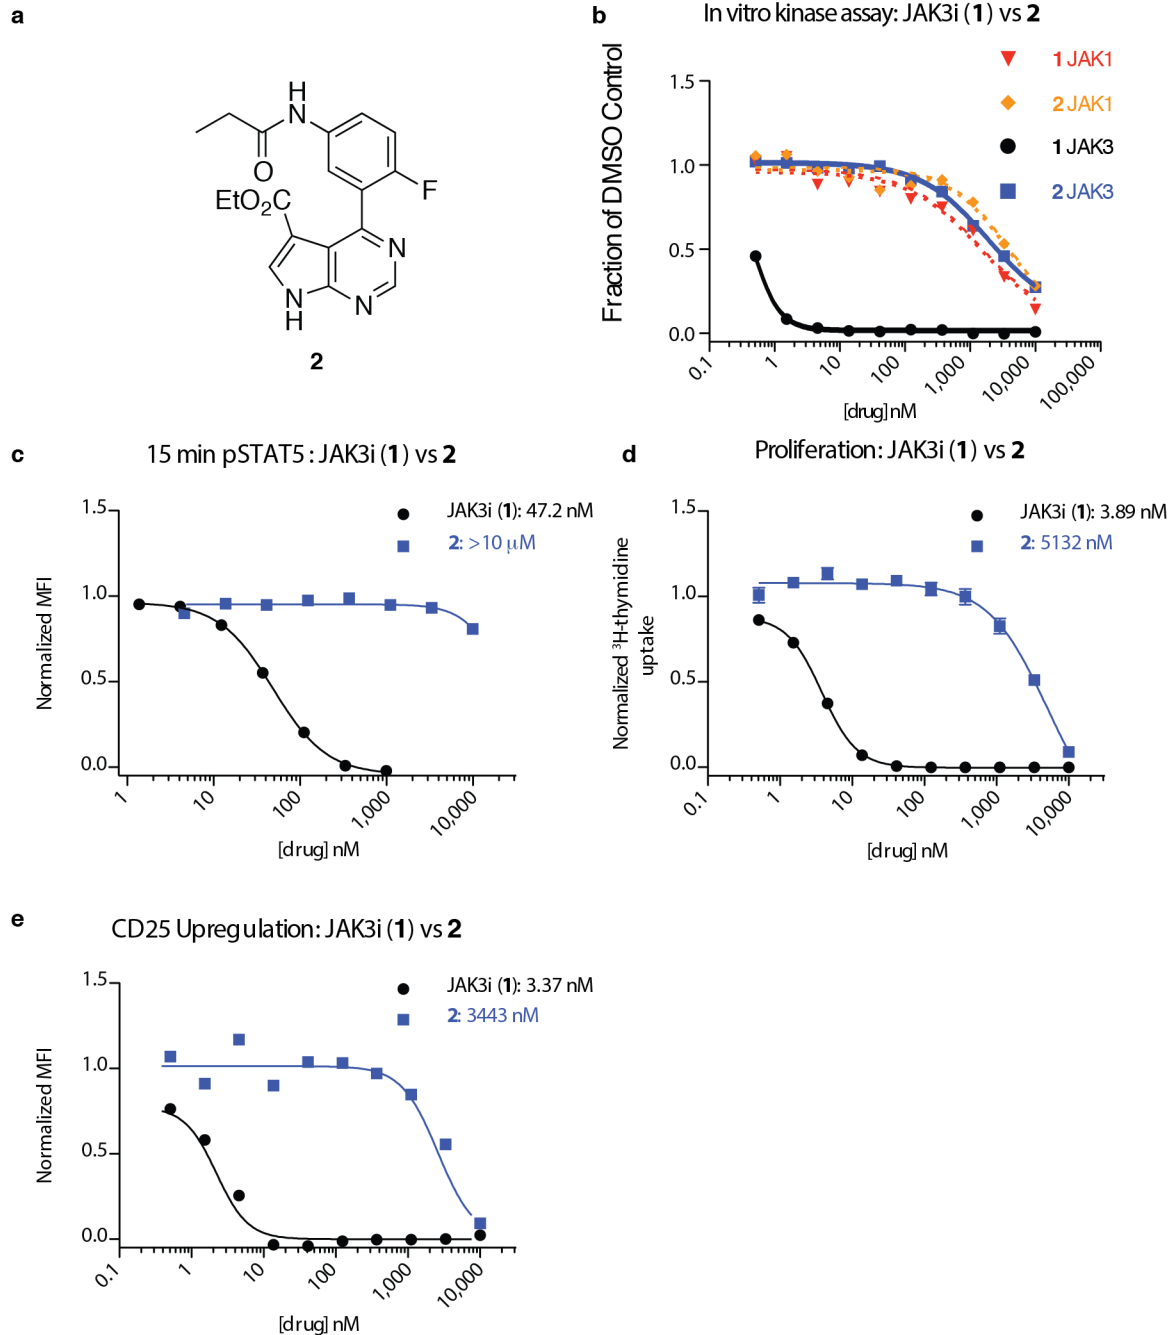 a
H
N
O
F
EtO2C
N
N
N
H
2
b
In vitro kinase assay: JAK3i (1) vs 2
1 JAK1
2 JAK1
1 JAK3
2 JAK3
Fraction of DMSO Control
1.5
1.0
0.5
0.0
0.1
1
10
100
1,000
10,000
100,000
[drug] nM
c
15 min pSTAT5: JAK3i (1) vs 2
JAK3i (1): 47.2 nM
2: >10 µM
Normalized MFI
1.5
1.0
0.5
0.0
1
10
100
1,000
10,000
[drug] nM
d
Proliferation: JAK3i (1) vs 2
JAK3i (1): 3.89 nM
2: 5132 nM
Normalized ³H-thymidine
uptake
1.5
1.0
0.5
0.0
0.1
1
10
100
1,000
10,000
[drug] nM
e
CD25 Upregulation: JAK3i (1) vs 2
JAK3i (1): 3.37 nM
2: 3443 nM
Normalized MFI
1.5
1.0
0.5
0.0
0.1
1
10
100
1,000
10,000
[drug] nM